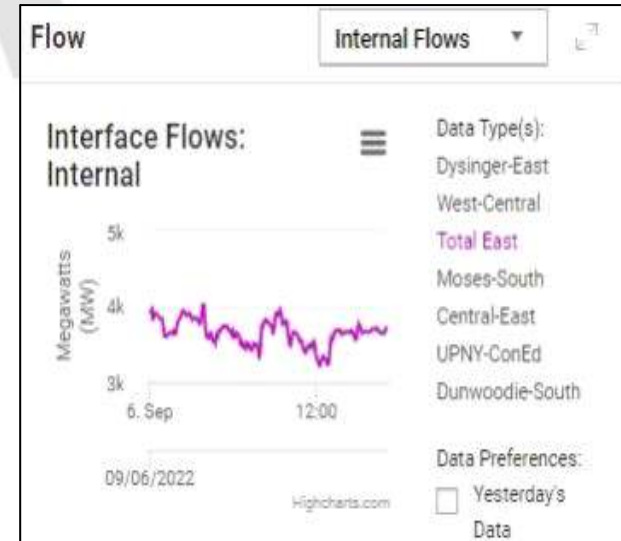 Flow
Internal Flows
Interface Flows:
Internal
Megawatts
(MW)
5k
4k
3k
6. Sep
12:00
09/06/2022
Highcharts.com
Data Type(s):
Dysinger-East
West-Central
Total East
Moses-South
Central-East
UPNY-ConEd
Dunwoodie-South
Data Preferences:
Yesterday's
Data